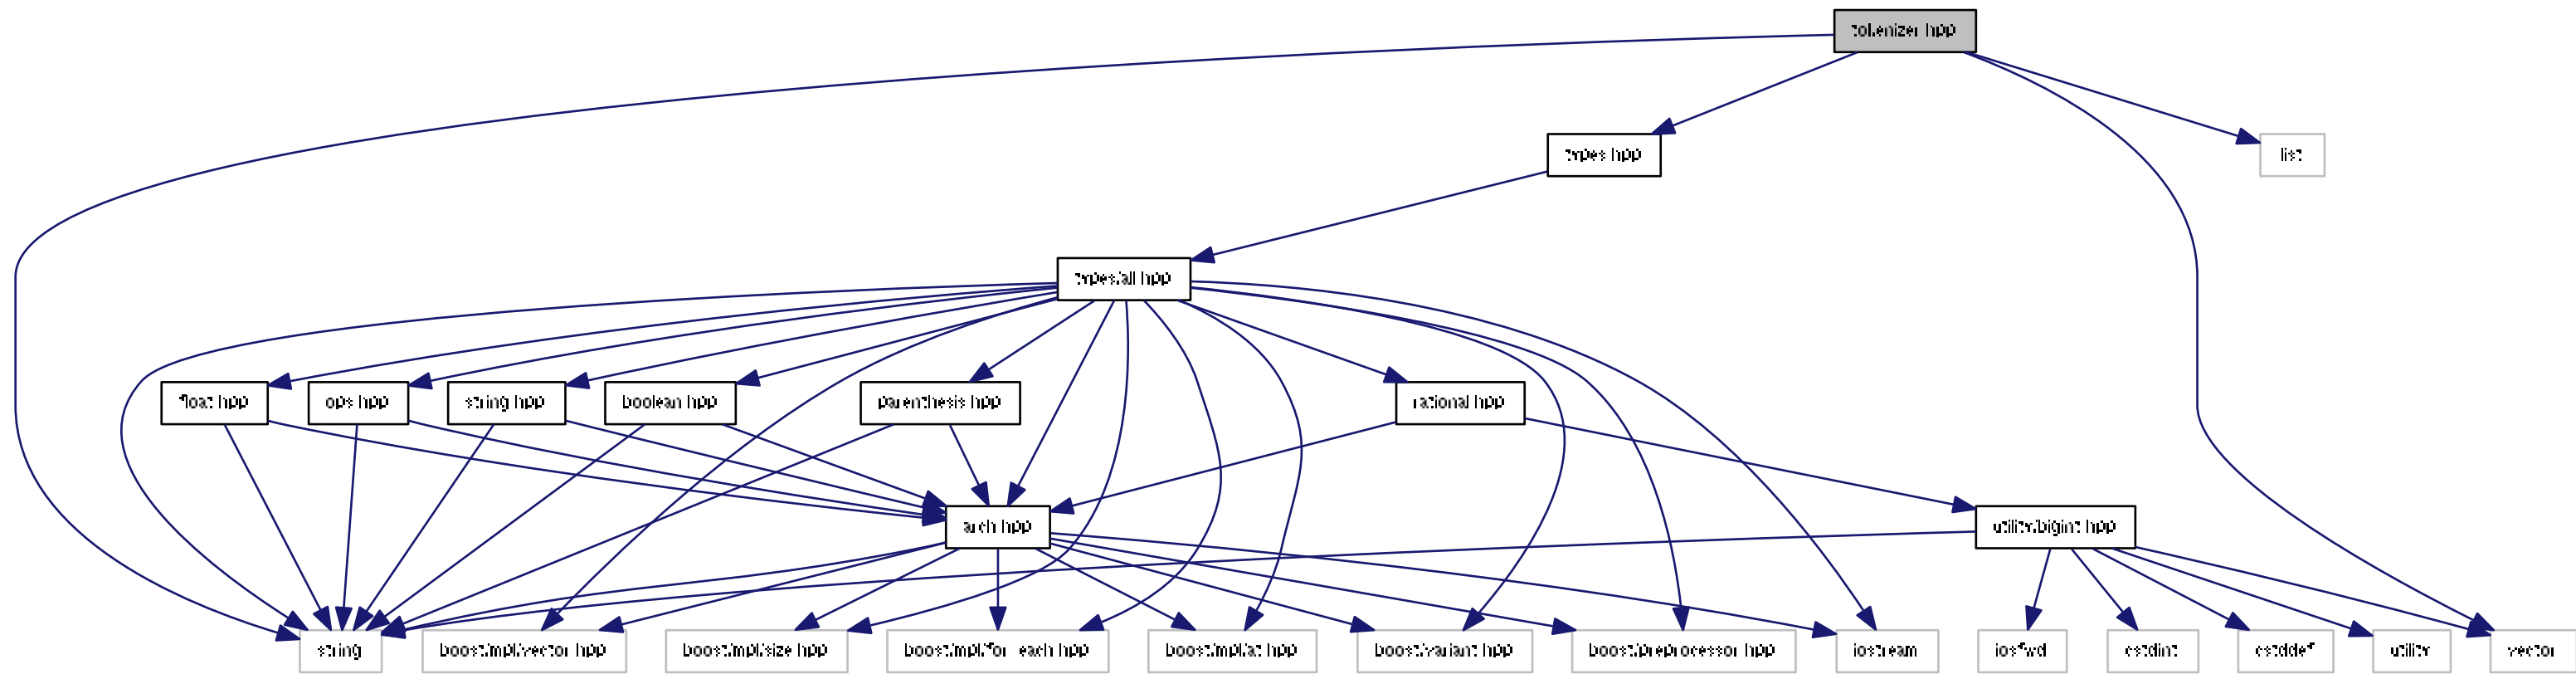 tokenizer.hpp
types.hpp
list
types/all.hpp
float.hpp
ops.hpp
string.hpp
boolean.hpp
parenthesis.hpp
rational.hpp
arch.hpp
utility/bigint.hpp
string
boost/mpl/vector.hpp
boost/mpl/size.hpp
boost/mpl/for_each.hpp
boost/mpl/at.hpp
boost/variant.hpp
boost/preprocessor.hpp
iostream
iosfwd
cstdint
cstddef
utility
vector